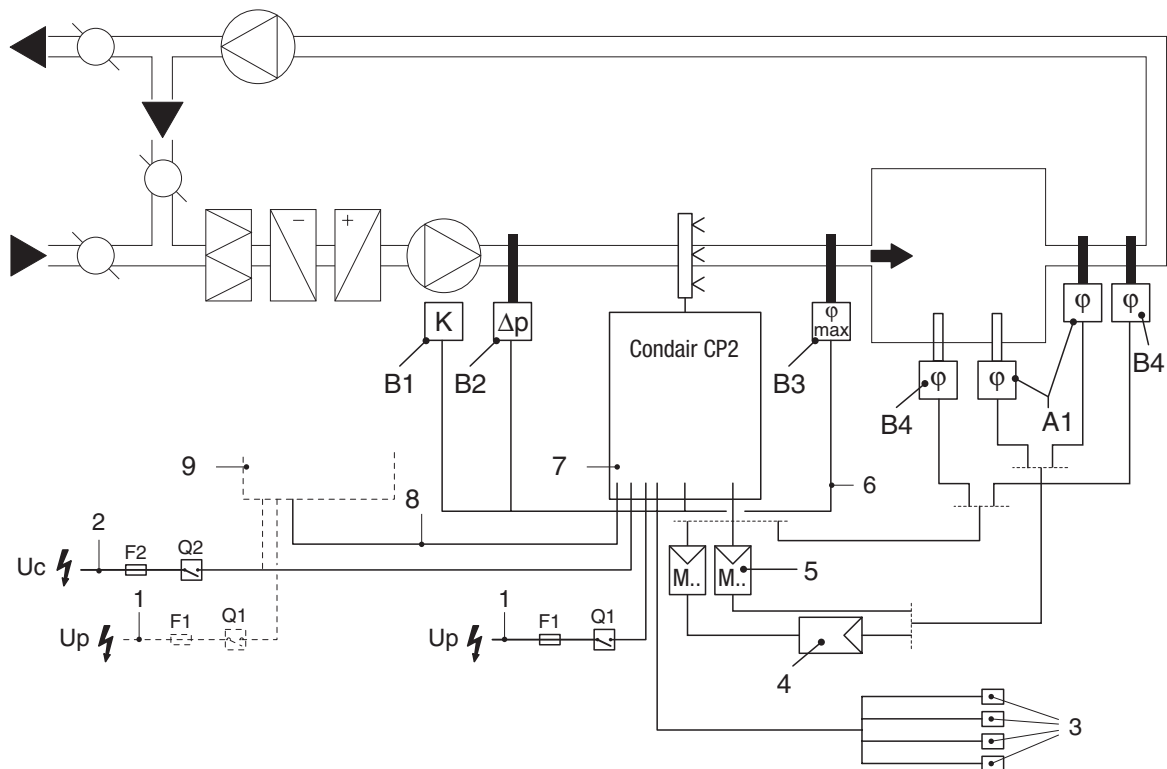 − +
K
Δp
Condair CP2
φ
max
φ
φ
B1
B2
B3
B4
φ
φ
A1
B4
9
7
8
6
2
Uc
F2
Q2
M..
M..
5
1
Up
F1
Q1
1
Up
F1
Q1
4
3